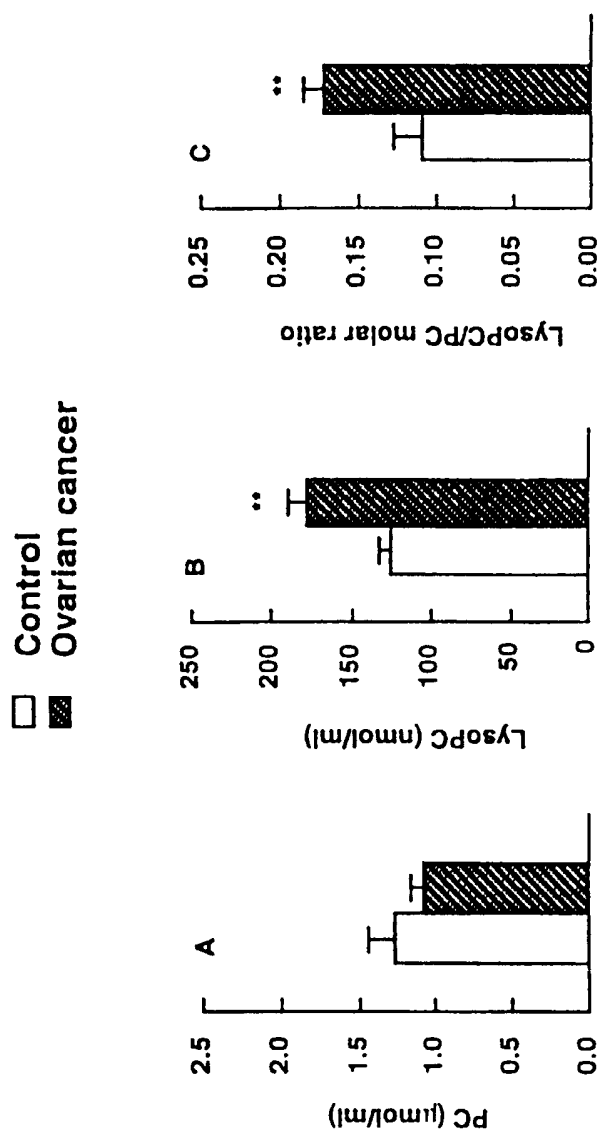 Control
Ovarian cancer
A
PC (μmol/ml)
2.5
2.0
1.5
1.0
0.5
0.0
B
**
LysoPC (nmol/ml)
250
200
150
100
50
0
C
**
LysoPC/PC molar ratio
0.25
0.20
0.15
0.10
0.05
0.00